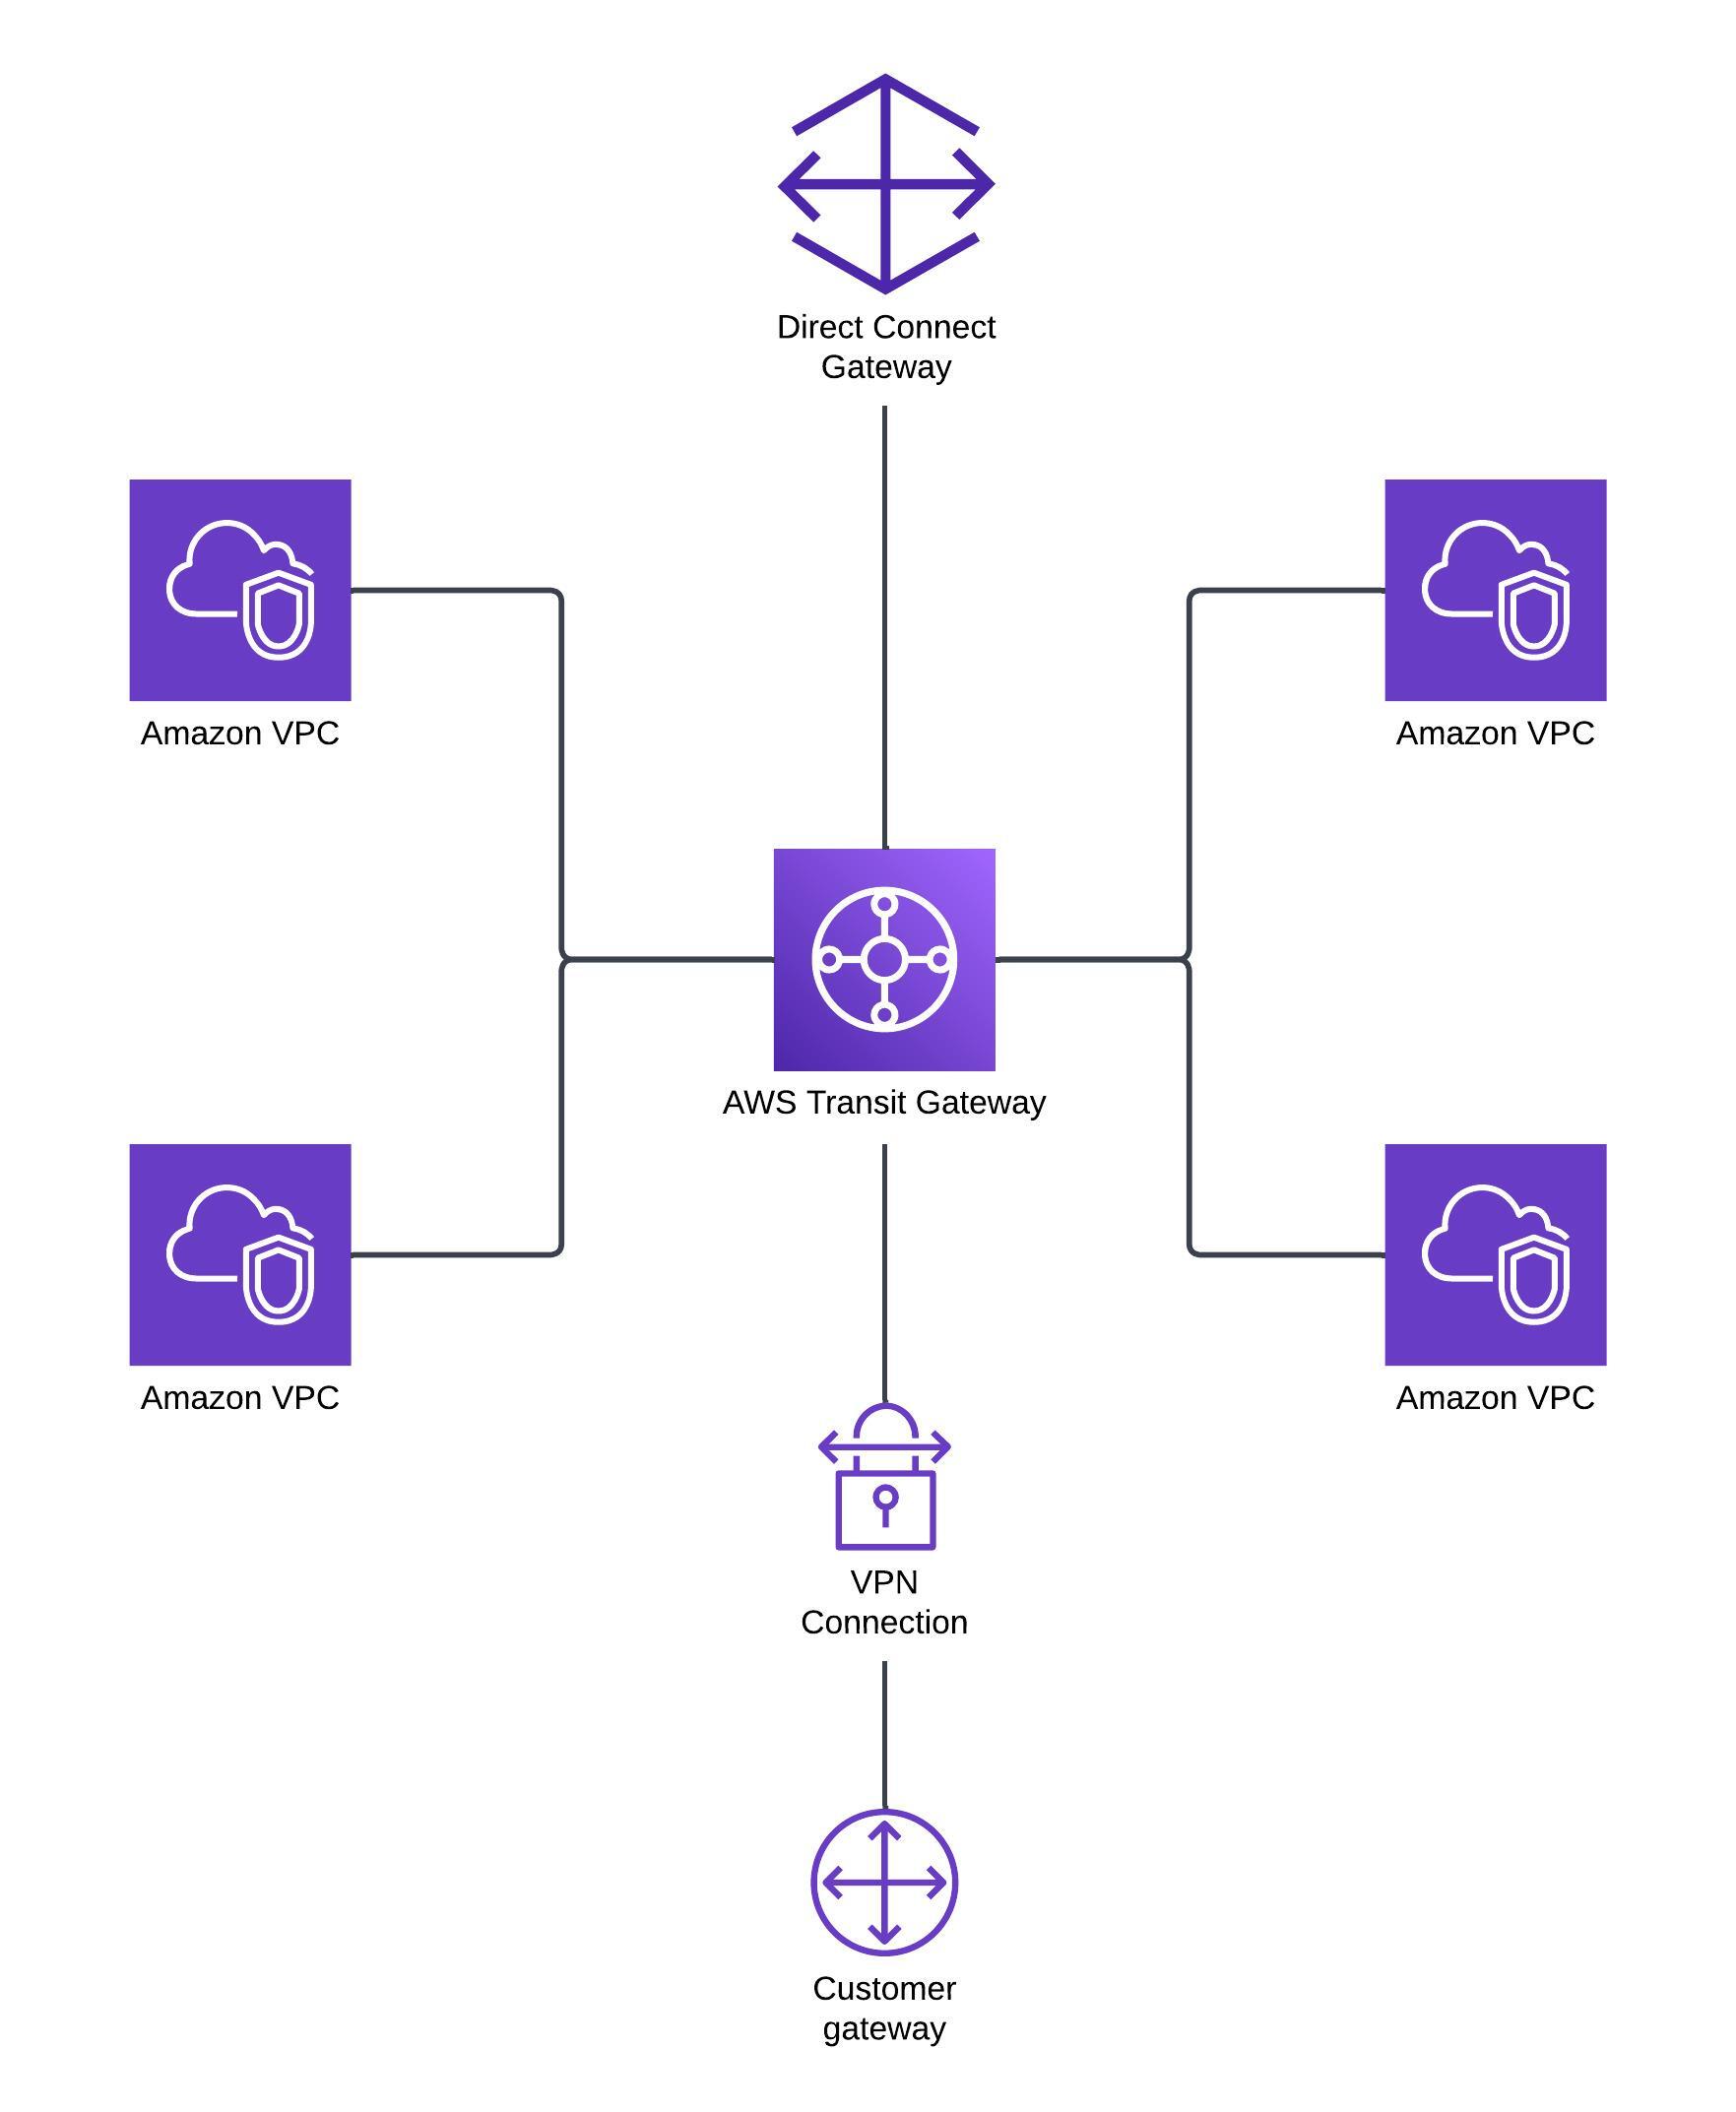 Direct Connect
Gateway
Amazon VPC
Amazon VPC
AWS Transit Gateway
Amazon VPC
Amazon VPC
VPN
Connection
Customer
gateway